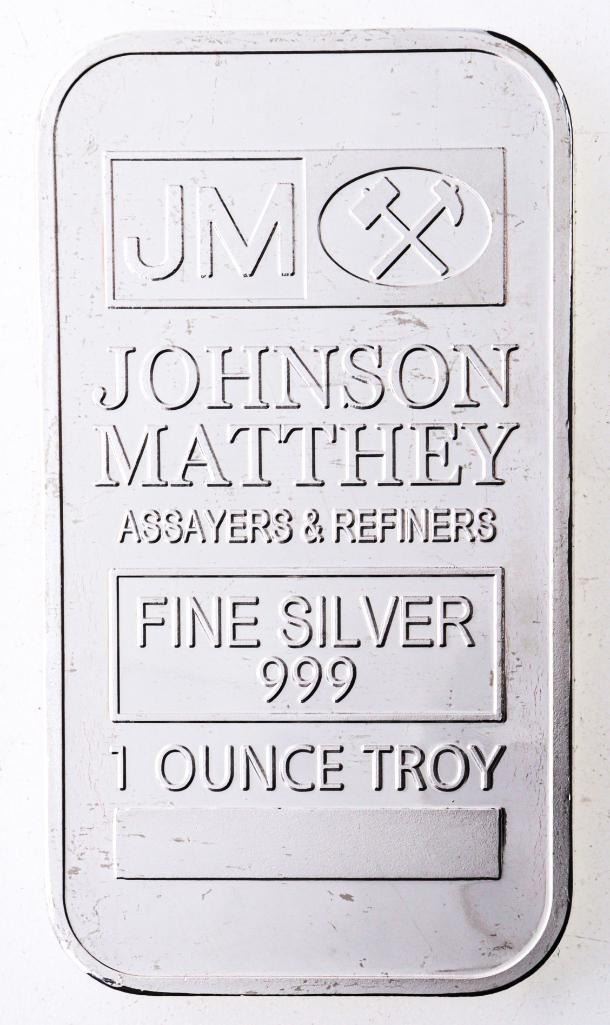 JM
JOHNSON
MATTHEY
ASSAYERS & REFINERS
FINE SILVER
999
1 OUNCE TROY